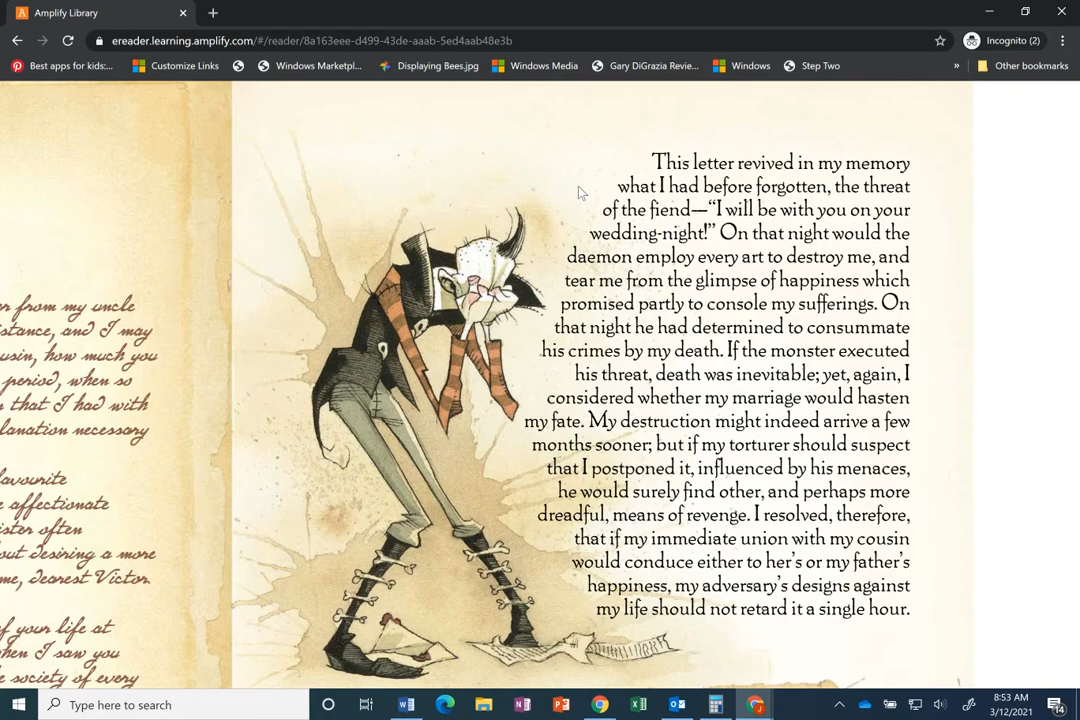 Amplify Library
ereader.learning.amplify.com/#/reader/8a163eee-d499-43de-aaab-5ed4aab48e3b
Incognito (2)
Best apps for kids:...
Customize Links
Windows Marketpl...
Displaying Bees.jpg
Windows Media
Gary DiGrazia Revie...
Windows
Step Two
»
Other bookmarks
er from my uncle
istance, and I may
usin, how much you
period, when so
n that I had with
lanation necessary
favourite
e affectionate
ister often
out desiring a more
me, dearest Victor
of your life at
when I saw you
e society of every
This letter revived in my memory
what I had before forgotten, the threat
of the fiend—“I will be with you on your
wedding-night!” On that night would the
daemon employ every art to destroy me, and
tear me from the glimpse of happiness which
promised partly to console my sufferings. On
that night he had determined to consummate
his crimes by my death. If the monster executed
his threat, death was inevitable; yet, again, I
considered whether my marriage would hasten
my fate. My destruction might indeed arrive a few
months sooner; but if my torturer should suspect
that I postponed it, influenced by his menaces,
he would surely find other, and perhaps more
dreadful, means of revenge. I resolved, therefore,
that if my immediate union with my cousin
would conduce either to her’s or my father’s
happiness, my adversary’s designs against
my life should not retard it a single hour.
Type here to search
8:53 AM
3/12/2021
14